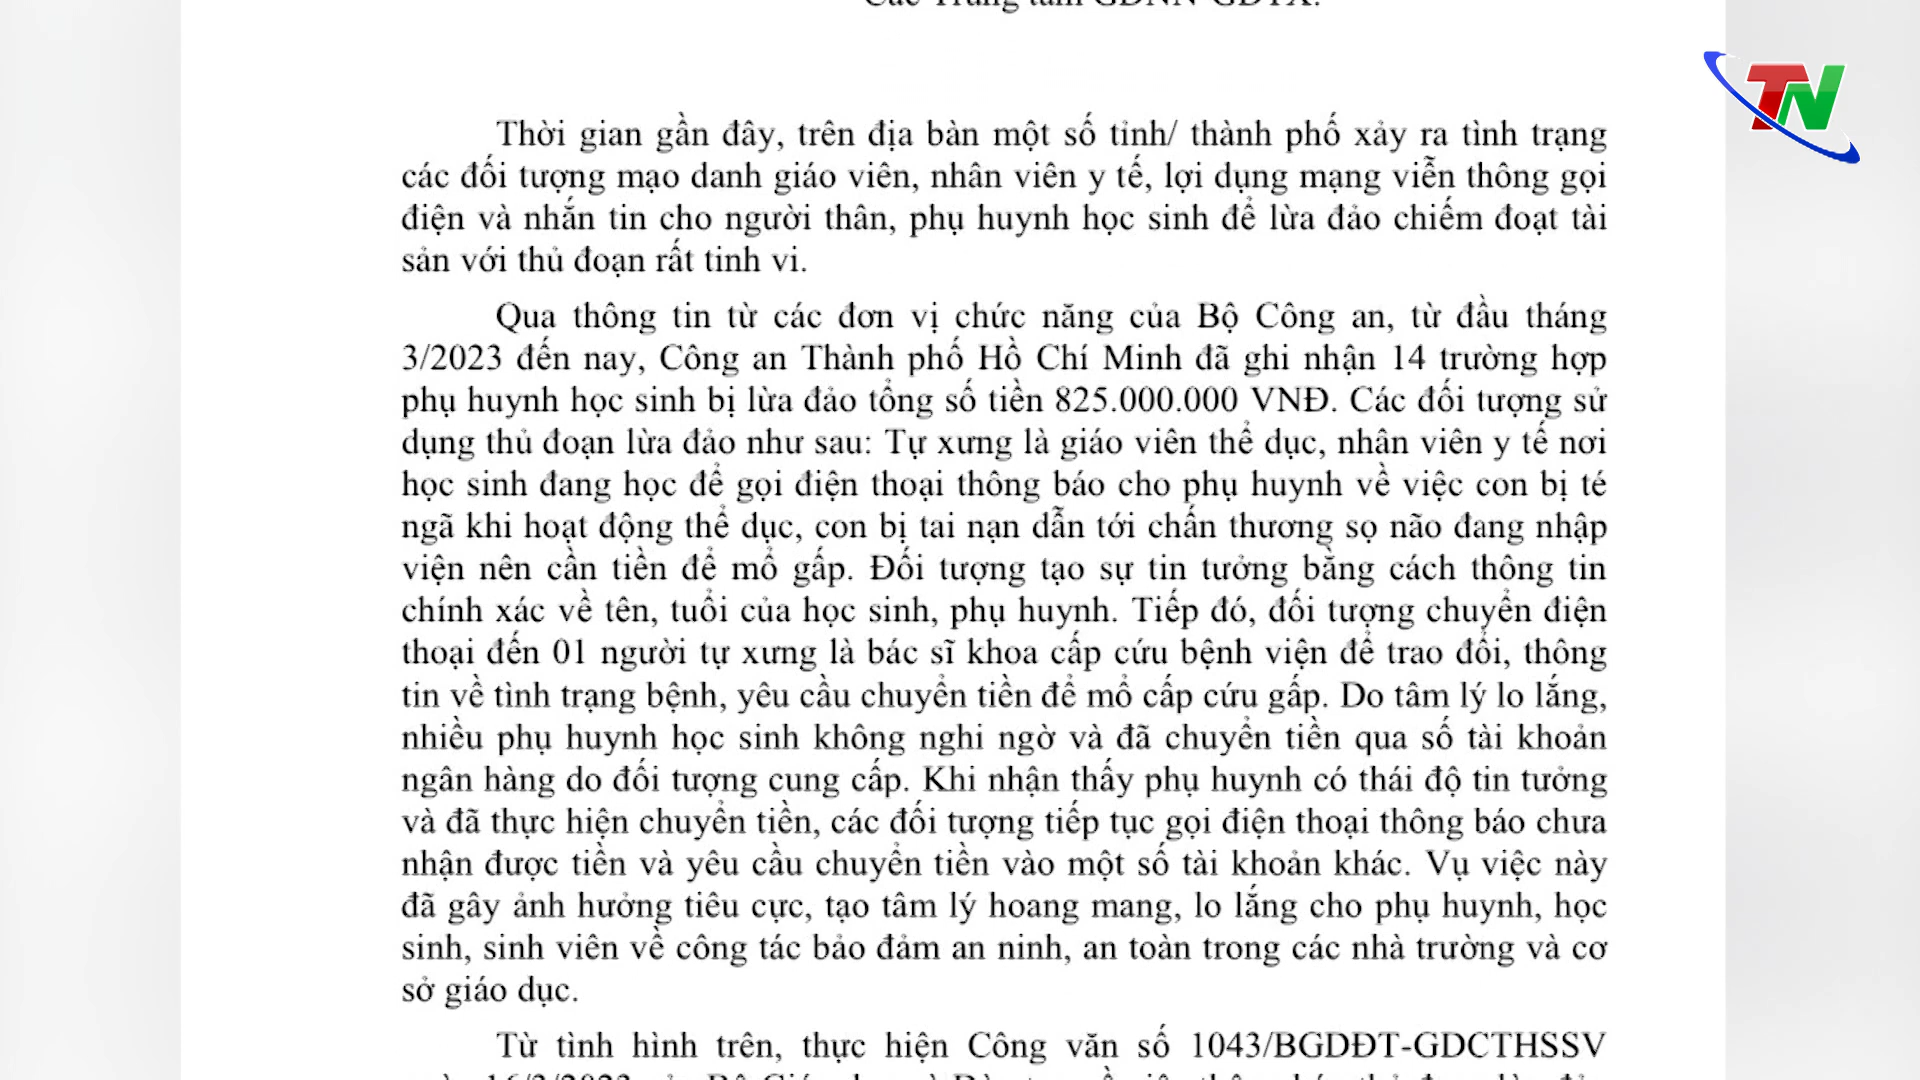 Các Trung tâm GDNN-GDTX.
TN
Thời gian gần đây, trên địa bàn một số tỉnh/ thành phố xảy ra tình trạng
các đối tượng mạo danh giáo viên, nhân viên y tế, lợi dụng mạng viễn thông gọi
điện và nhắn tin cho người thân, phụ huynh học sinh để lừa đảo chiếm đoạt tài
sản với thủ đoạn rất tinh vi.
Qua thông tin từ các đơn vị chức năng của Bộ Công an, từ đầu tháng
3/2023 đến nay, Công an Thành phố Hồ Chí Minh đã ghi nhận 14 trường hợp
phụ huynh học sinh bị lừa đảo tổng số tiền 825.000.000 VNĐ. Các đối tượng sử
dụng thủ đoạn lừa đảo như sau: Tự xưng là giáo viên thể dục, nhân viên y tế nơi
học sinh đang học để gọi điện thoại thông báo cho phụ huynh về việc con bị té
ngã khi hoạt động thể dục, con bị tai nạn dẫn tới chấn thương sọ não đang nhập
viện nên cần tiền để mổ gấp. Đối tượng tạo sự tin tưởng bằng cách thông tin
chính xác về tên, tuổi của học sinh, phụ huynh. Tiếp đó, đối tượng chuyển điện
thoại đến 01 người tự xưng là bác sĩ khoa cấp cứu bệnh viện để trao đổi, thông
tin về tình trạng bệnh, yêu cầu chuyển tiền để mổ cấp cứu gấp. Do tâm lý lo lắng,
nhiều phụ huynh học sinh không nghi ngờ và đã chuyển tiền qua số tài khoản
ngân hàng do đối tượng cung cấp. Khi nhận thấy phụ huynh có thái độ tin tưởng
và đã thực hiện chuyển tiền, các đối tượng tiếp tục gọi điện thoại thông báo chưa
nhận được tiền và yêu cầu chuyển tiền vào một số tài khoản khác. Vụ việc này
đã gây ảnh hưởng tiêu cực, tạo tâm lý hoang mang, lo lắng cho phụ huynh, học
sinh, sinh viên về công tác bảo đảm an ninh, an toàn trong các nhà trường và cơ
sở giáo dục.
Từ tình hình trên, thực hiện Công văn số 1043/BGDĐT-GDCTHSSV